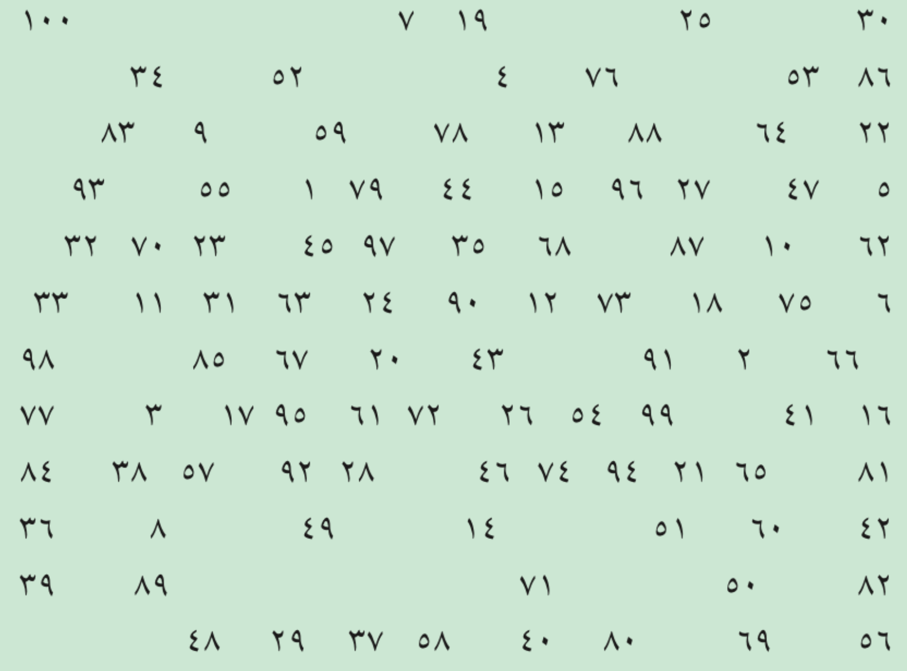 ٣٠ ٢٥ ١٩ ٧ ١٠٠
٨٦ ٥٣ ٧٦ ٤ ٥٢ ٣٤
٢٢ ٦٤ ٨٨ ١٣ ٧٨ ٥٩ ٩ ٨٣
٥ ٤٧ ٢٧ ٩٦ ١٥ ٤٤ ٧٩ ١ ٥٥ ٩٣
٦٢ ١٠ ٨٧ ٦٨ ٣٥ ٩٧ ٤٥ ٢٣ ٧٠ ٣٢
٦ ٧٥ ١٨ ٧٣ ١٢ ٩٠ ٢٤ ٦٣ ٣١ ١١ ٣٣
٦٦ ٢ ٩١ ٤٣ ٢٠ ٦٧ ٨٥ ٩٨
١٦ ٤١ ٩٩ ٥٤ ٢٦ ٧٢ ٦١ ٩٥ ١٧ ٣ ٧٧
٨١ ٦٥ ٢١ ٩٤ ٧٤ ٤٦ ٢٨ ٩٢ ٥٧ ٣٨ ٨٤
٤٢ ٦٠ ٥١ ١٤ ٤٩ ٨ ٣٦
٨٢ ٥٠ ٧١ ٨٩ ٣٩
٥٦ ٦٩ ٨٠ ٤٠ ٥٨ ٣٧ ٢٩ ٤٨